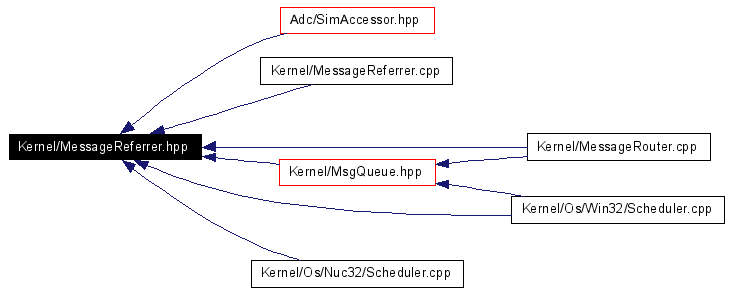 Adc/SimAccessor.hpp
Kernel/MessageReferrer.cpp
Kernel/MessageReferrer.hpp
Kernel/MessageRouter.cpp
Kernel/MsgQueue.hpp
Kernel/Os/Win32/Scheduler.cpp
Kernel/Os/Nuc32/Scheduler.cpp